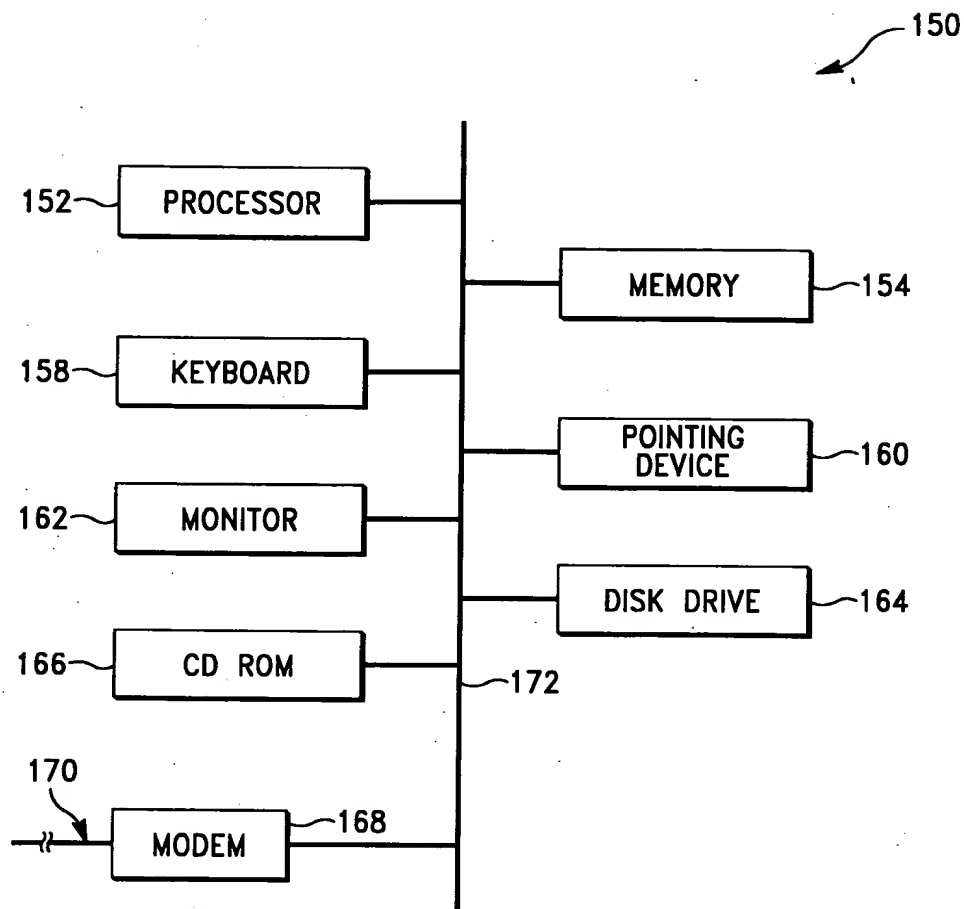 150
152 PROCESSOR
MEMORY 154
158 KEYBOARD
POINTING
DEVICE 160
162 MONITOR
DISK DRIVE 164
166 CD ROM
172
170
168
MODEM